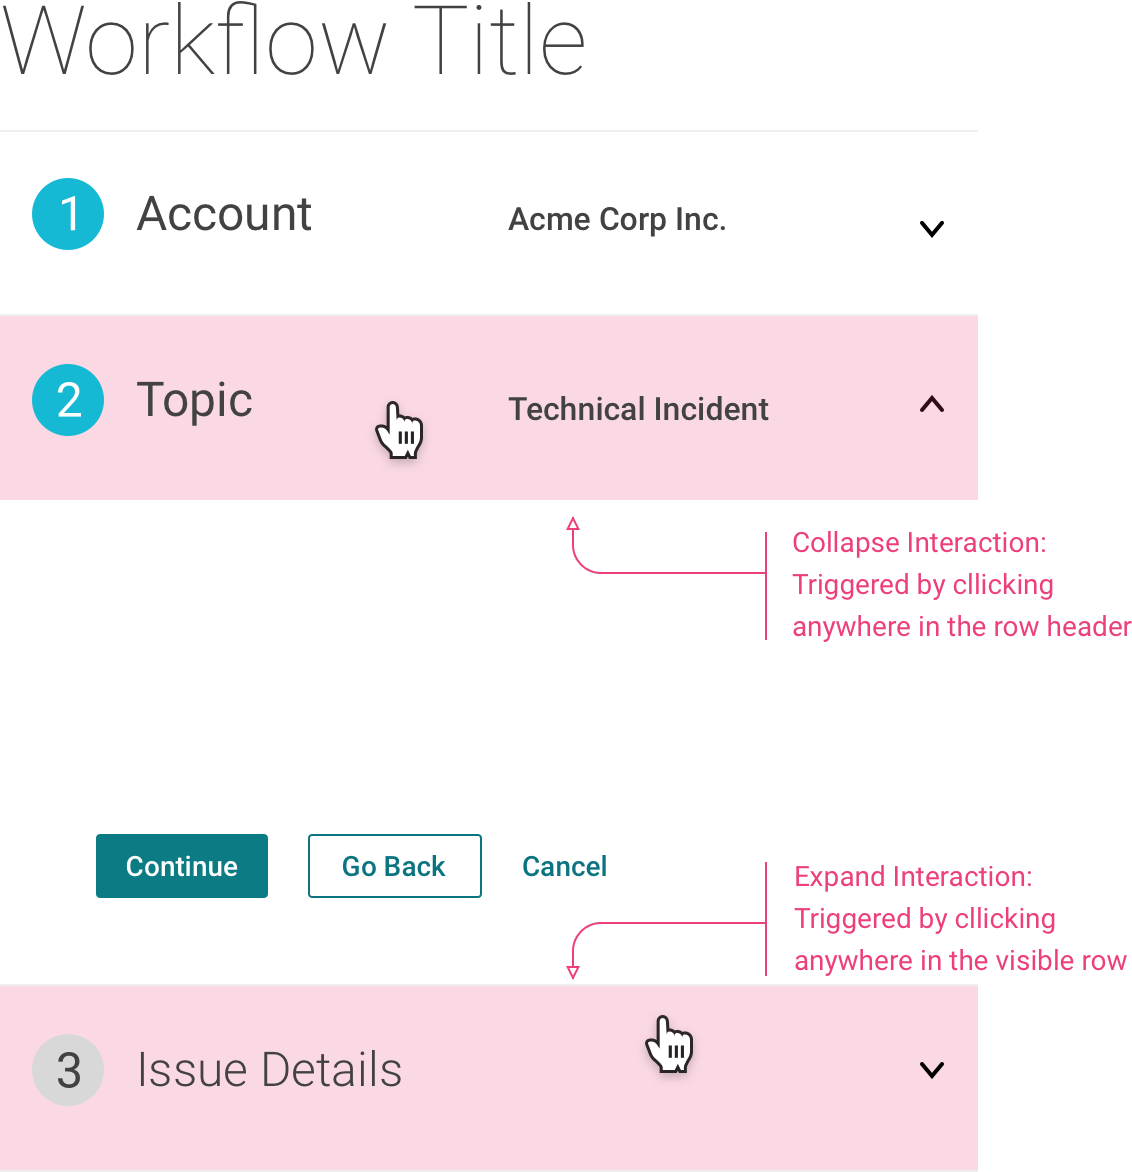 Workflow Title
1 Account Acme Corp Inc.
2 Topic Technical Incident
Collapse Interaction:
Triggered by cllicking
anywhere in the row header
Continue Go Back Cancel
Expand Interaction:
Triggered by cllicking
anywhere in the visible row
3 Issue Details